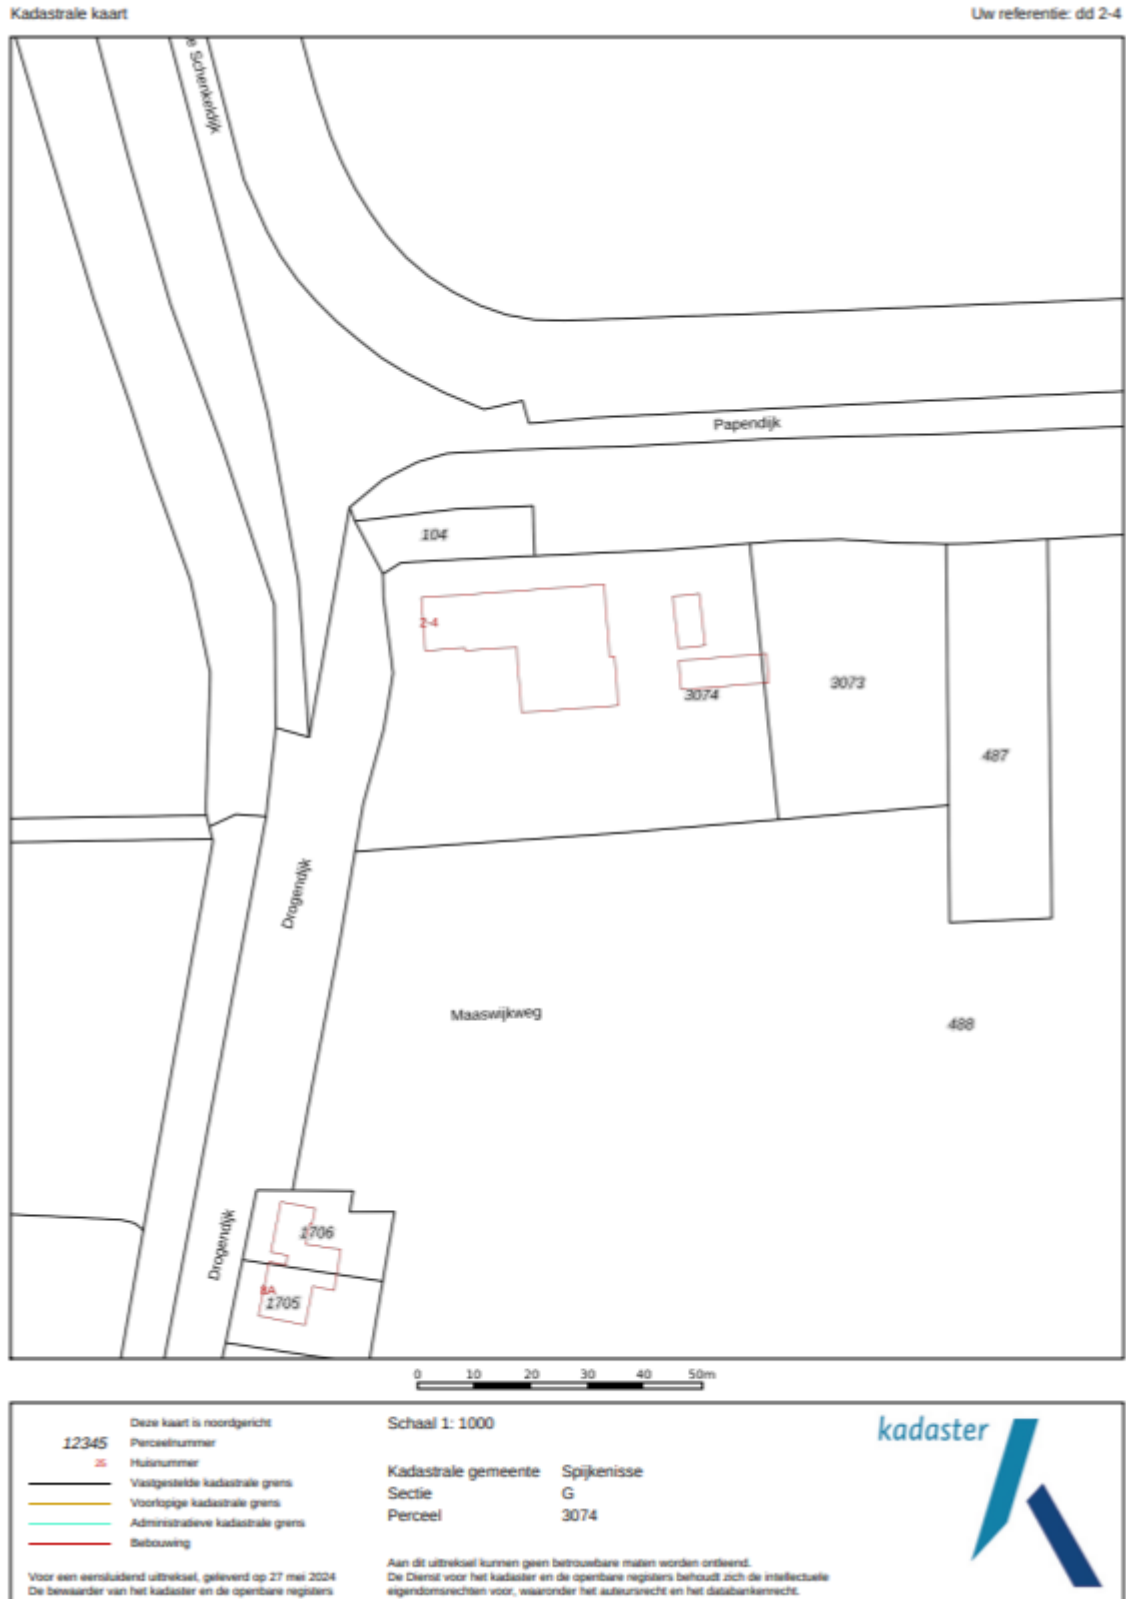 Kadastrale kaart
Uw referentie: dd 2-4
e Schenkeldijk
Papendijk
104
2-4
3074
3073
487
Drogendijk
Maaswijkweg
488
Drogendijk
1706
8A
1705
0 10 20 30 40 50m
Deze kaart is noordgericht
12345 Perceelnummer
25 Huisnummer
Vastgestelde kadastrale grens
Voorlopige kadastrale grens
Administratieve kadastrale grens
Bebouwing
Voor een eensluidend uittreksel, geleverd op 27 mei 2024
De bewaarder van het kadaster en de openbare registers
Schaal 1: 1000
Kadastrale gemeente Spijkenisse
Sectie G
Perceel 3074
Aan dit uittreksel kunnen geen betrouwbare maten worden ontleend.
De Dienst voor het kadaster en de openbare registers behoudt zich de intellectuele
eigendomsrechten voor, waaronder het auteursrecht en het databankenrecht.
kadaster